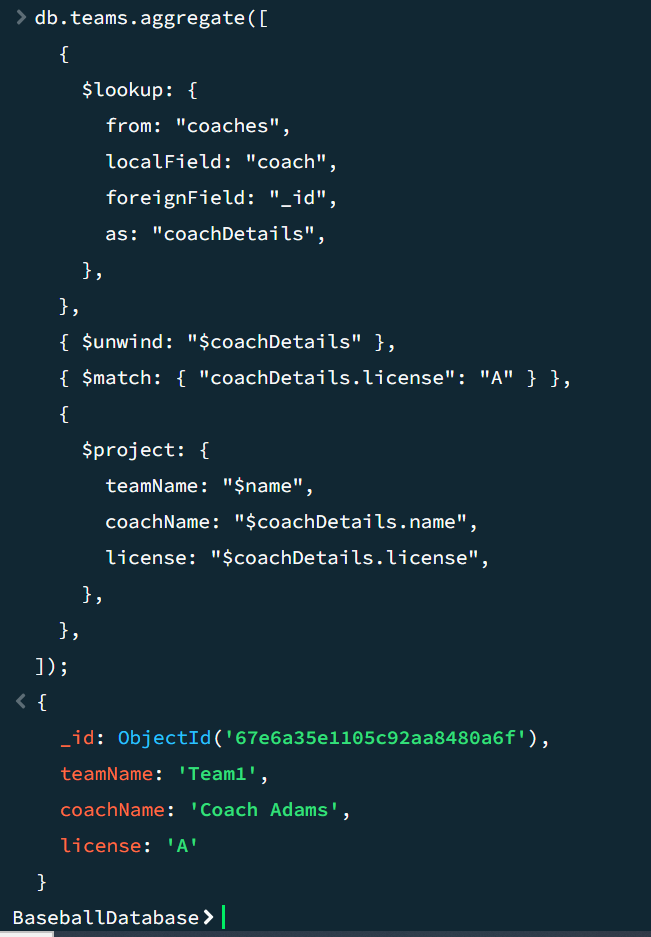 > db.teams.aggregate([
{
$lookup: {
from: "coaches",
localField: "coach",
foreignField: "_id",
as: "coachDetails",
},
},
{ $unwind: "$coachDetails" },
{ $match: { "coachDetails.license": "A" } },
{
$project: {
teamName: "$name",
coachName: "$coachDetails.name",
license: "$coachDetails.license",
},
},
]);
< {
_id: ObjectId('67e6a35e1105c92aa8480a6f'),
teamName: 'Team1',
coachName: 'Coach Adams',
license: 'A'
}
BaseballDatabase>